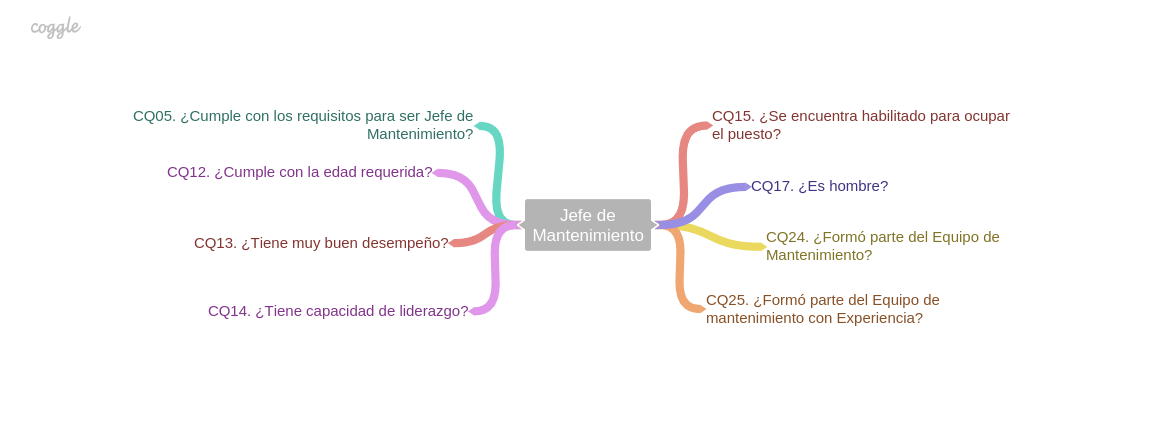 coggle
CQ05. ¿Cumple con los requisitos para ser Jefe de
Mantenimiento?
CQ12. ¿Cumple con la edad requerida?
CQ13. ¿Tiene muy buen desempeño?
CQ14. ¿Tiene capacidad de liderazgo?
Jefe de
Mantenimiento
CQ15. ¿Se encuentra habilitado para ocupar
el puesto?
CQ17. ¿Es hombre?
CQ24. ¿Formó parte del Equipo de
Mantenimiento?
CQ25. ¿Formó parte del Equipo de
mantenimiento con Experiencia?